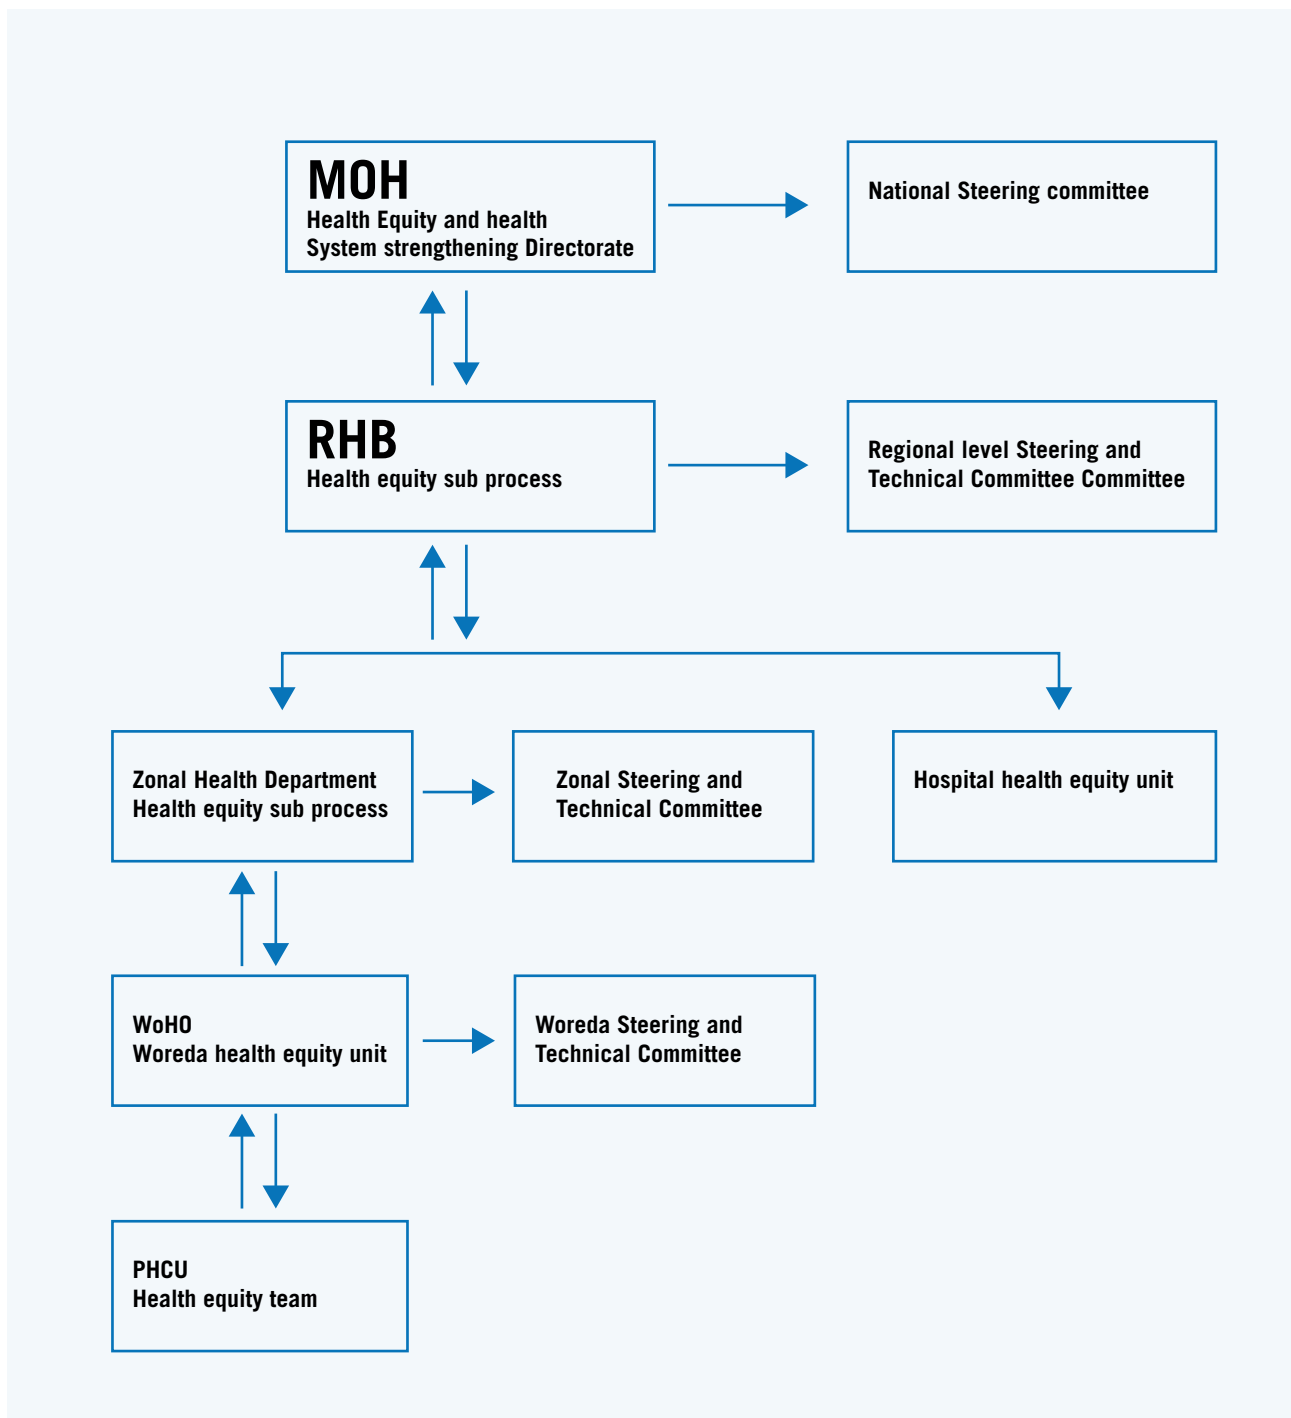 MOH
Health Equity and health
System strengthening Directorate
National Steering committee
RHB
Health equity sub process
Regional level Steering and
Technical Committee Committee
Zonal Health Department
Health equity sub process
Zonal Steering and
Technical Committee
Hospital health equity unit
WoHO
Woreda health equity unit
Woreda Steering and
Technical Committee
PHCU
Health equity team